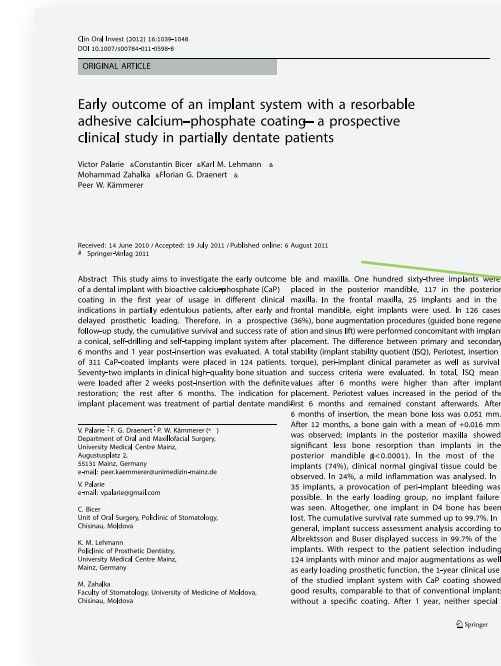 Clin Oral Invest (2012) 16:1039–1048
DOI 10.1007/s00784-011-0598-8
ORIGINAL ARTICLE
Early outcome of an implant system with a resorbable
adhesive calcium–phosphate coating—a prospective
clinical study in partially dentate patients
Victor Palarie & Constantin Bicer & Karl M. Lehmann &
Mohammad Zahalka & Florian G. Draenert &
Peer W. Kämmerer
Received: 14 June 2010 / Accepted: 19 July 2011 / Published online: 6 August 2011
# Springer-Verlag 2011
Abstract This study aims to investigate the early outcome
of a dental implant with bioactive calcium–phosphate (CaP)
coating in the first year of usage in different clinical
indications in partially edentulous patients, after early and
delayed prosthetic loading. Therefore, in a prospective
follow-up study, the cumulative survival and success rate of
a conical, self-drilling and self-tapping implant system after
6 months and 1 year post-insertion was evaluated. A total
of 311 CaP-coated implants were placed in 124 patients.
Seventy-two implants in clinical high-quality bone situation
were loaded after 2 weeks post-insertion with the definite
restoration; the rest after 6 months. The indication for
implant placement was treatment of partial dentate mandi-
V. Palarie : F. G. Draenert : P. W. Kämmerer (* )
Department of Oral and Maxillofacial Surgery,
University Medical Centre Mainz,
Augustusplatz 2,
55131 Mainz, Germany
e-mail: peer.kaemmerer@unimedizin-mainz.de
V. Palarie
e-mail: vpalarie@gmail.com
C. Bicer
Unit of Oral Surgery, Policlinic of Stomatology,
Chisinau, Moldova
K. M. Lehmann
Policlinic of Prosthetic Dentistry,
University Medical Centre Mainz,
Mainz, Germany
M. Zahalka
Faculty of Stomatology, University of Medicine of Moldova,
Chisinau, Moldova
ble and maxilla. One hundred sixty-three implants were
placed in the posterior mandible, 117 in the posterior
maxilla. In the frontal maxilla, 25 implants and in the
frontal mandible, eight implants were used. In 126 cases
(36%), bone augmentation procedures (guided bone regene
ation and sinus lift) were performed concomitant with implant
placement. The difference between primary and secondary
stability (implant stability quotient (ISQ), Periotest, insertion
torque), peri-implant parameter as well as survival
and success criteria were evaluated. In total, ISQ mean
values after 6 months were higher than after implant
placement. Periotest values increased in the period of the
first 6 months and remained constant afterwards. After
6 months of insertion, the mean bone loss was 0.051 mm.
After 12 months, a bone gain with a mean of +0.016 mm
was observed; implants in the posterior maxilla showed
significant less bone resorption than implants in the
posterior mandible (p<0.0001). In the most of the
implants (74%), clinical normal gingival tissue could be
observed. In 24%, a mild inflammation was analysed. In
35 implants, a provocation of peri-implant bleeding was
possible. In the early loading group, no implant failure
was seen. Altogether, one implant in D4 bone has been
lost. The cumulative survival rate summed up to 99.7%. In
general, implant success assessment analysis according to
Albrektsson and Buser displayed success in 99.7% of the
implants. With respect to the patient selection including
124 implants with minor and major augmentations as well
as early loading prosthetic function, the 1-year clinical use
of the studied implant system with CaP coating showed
good results, comparable to that of conventional implants
without a specific coating. After 1 year, neither special
Springer